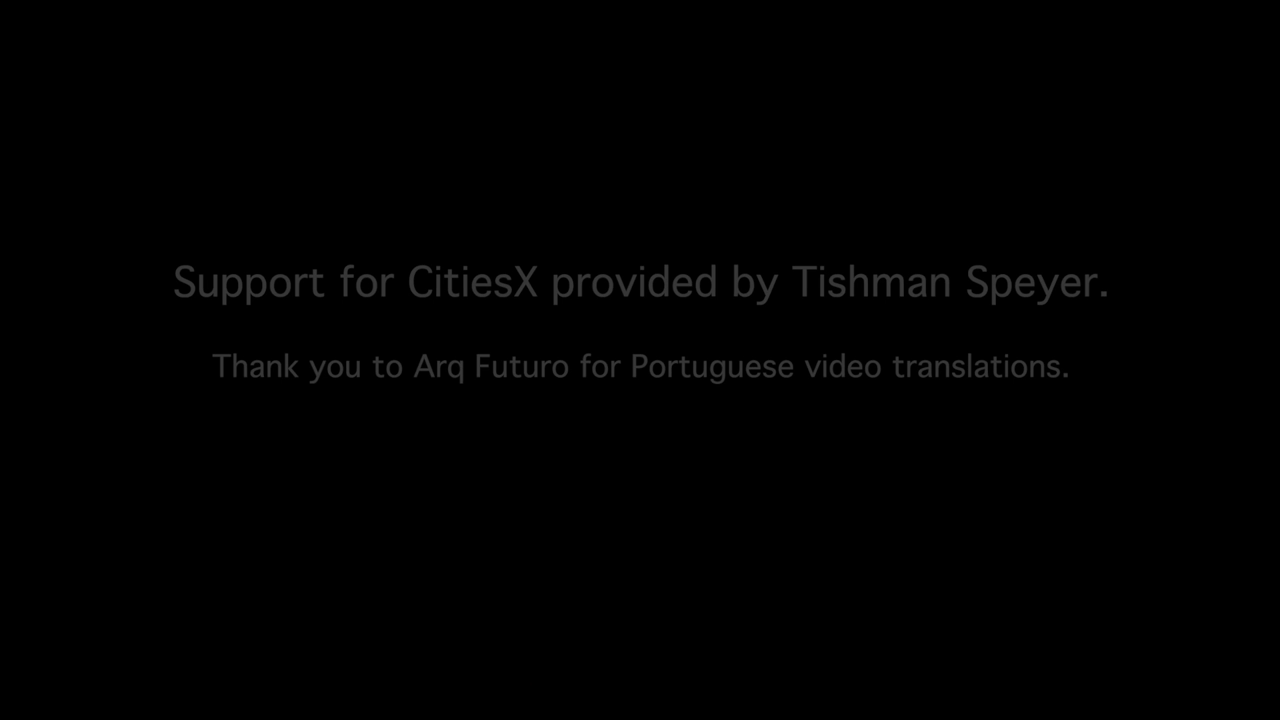 Support for CitiesX provided by Tishman Speyer.
Thank you to Arq Futuro for Portuguese video translations.